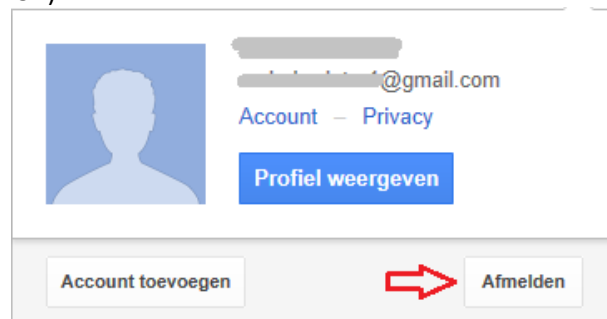 @gmail.com
Account – Privacy
Profiel weergeven
Account toevoegen
Afmelden